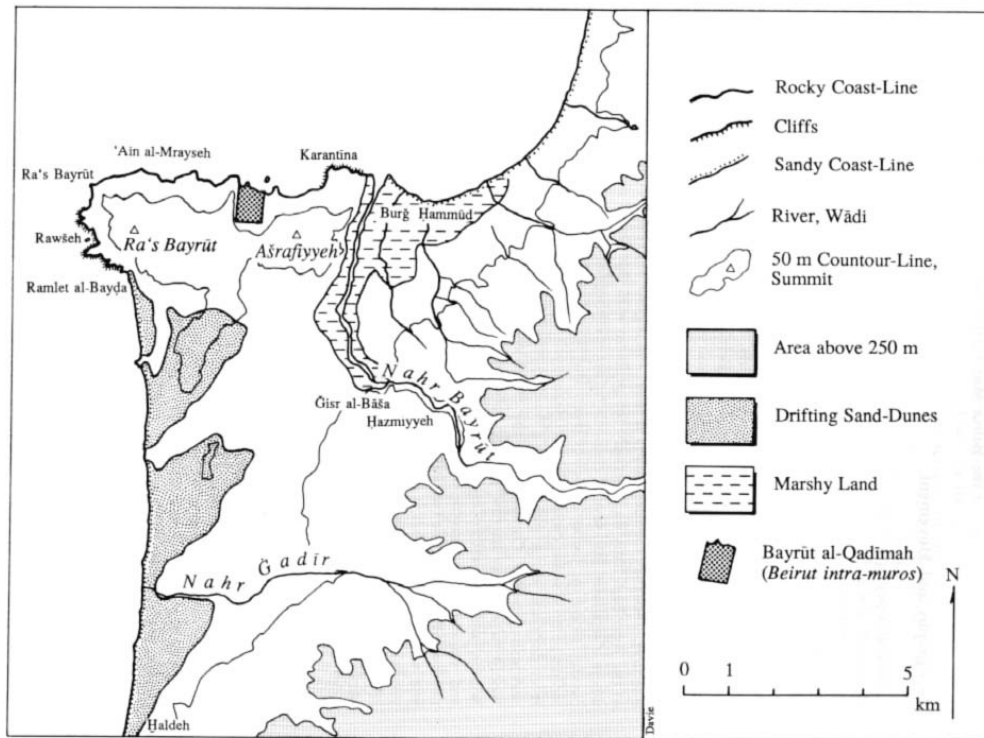 'Ain al-Mrayseh
Karantina
Ra's Bayrūt
Burǧ Ḥammūd
Rawšeh
Ra's Bayrūt
Ašrafiyyeh
Ramlet al-Bayḍa
Nahr Bayrūt
Ǧisr al-Bāša
Ḥazmiyyeh
Nahr Ġadīr
Ḫaldeh
Rocky Coast-Line
Cliffs
Sandy Coast-Line
River, Wādi
50 m Countour-Line,
Summit
Area above 250 m
Drifting Sand-Dunes
Marshy Land
Bayrūt al-Qadīmah
(Beirut intra-muros)
N
0 1 5
km
Davie